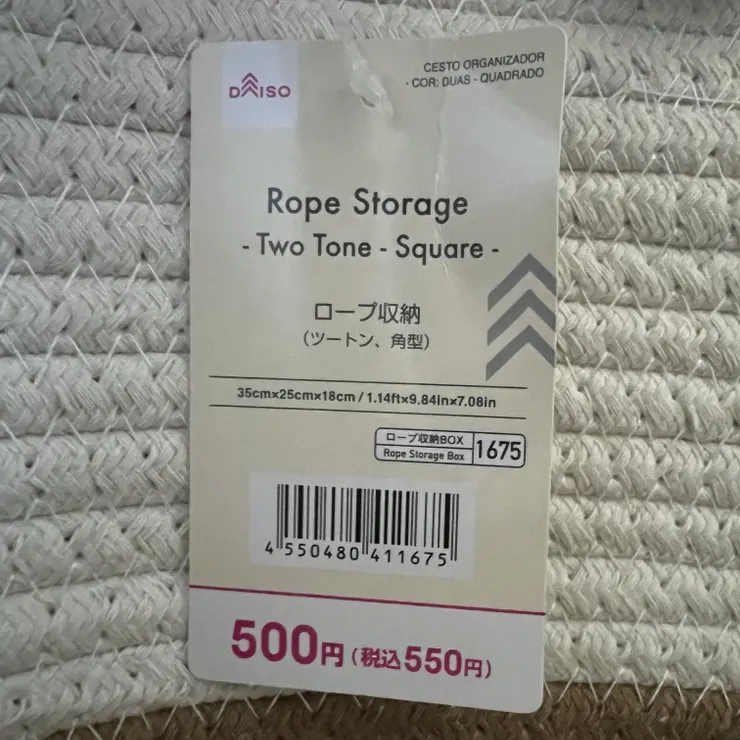 DAISO
CESTO ORGANIZADOR
- COR: DUAS - QUADRADO
Rope Storage
- Two Tone - Square -
ロープ収納
（ツートン、角型）
35cm×25cm×18cm / 1.14ft×9.84in×7.08in
ロープ収納BOX
Rope Storage Box
1675
4 550480 411675
500円（税込550円）